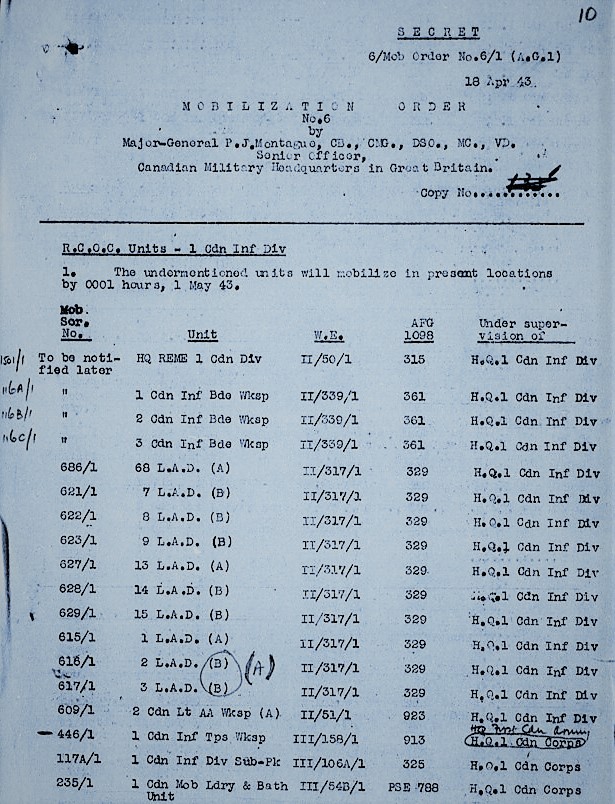 10
SECRET
6/Mob Order No.6/1 (A.G.1)
18 Apr 43.
MOBILIZATION ORDER
No.6
by
Major-General P.J.Montague, CB., CMG., DSO., MC., VD.
Senior Officer,
Canadian Military Headquarters in Great Britain.
Copy No.............
R.C.O.C. Units - 1 Cdn Inf Div
1. The undermentioned units will mobilize in present locations
by 0001 hours, 1 May 43.
Mob. Ser. No. Unit W.E. AFG 1098 Under super-vision of
1501/1 To be noti-fied later HQ REME 1 Cdn Div II/50/1 315 H.Q.1 Cdn Inf Div
116A/1 " 1 Cdn Inf Bde Wksp II/339/1 361 H.Q.1 Cdn Inf Div
116B/1 " 2 Cdn Inf Bde Wksp II/339/1 361 H.Q.1 Cdn Inf Div
116C/1 " 3 Cdn Inf Bde Wksp II/339/1 361 H.Q.1 Cdn Inf Div
686/1 68 L.A.D. (A) II/317/1 329 H.Q.1 Cdn Inf Div
621/1 7 L.A.D. (B) II/317/1 329 H.Q.1 Cdn Inf Div
622/1 8 L.A.D. (B) II/317/1 329 H.Q.1 Cdn Inf Div
623/1 9 L.A.D. (B) II/317/1 329 H.Q.1 Cdn Inf Div
627/1 13 L.A.D. (A) II/317/1 329 H.Q.1 Cdn Inf Div
628/1 14 L.A.D. (B) II/317/1 329 H.Q.1 Cdn Inf Div
629/1 15 L.A.D. (B) II/317/1 329 H.Q.1 Cdn Inf Div
615/1 1 L.A.D. (A) II/317/1 329 H.Q.1 Cdn Inf Div
616/1 2 L.A.D. (B) (A) II/317/1 329 H.Q.1 Cdn Inf Div
617/1 3 L.A.D. (B) II/317/1 329 H.Q.1 Cdn Inf Div
609/1 2 Cdn Lt AA Wksp (A) II/51/1 923 H.Q.1 Cdn Inf Div
HQ First Cdn Army
446/1 1 Cdn Inf Tps Wksp III/158/1 913 H.Q.1 Cdn Corps
117A/1 1 Cdn Inf Div Sub-Pk II/106A/1 325 H.Q.1 Cdn Corps
235/1 1 Cdn Mob Ldry & Bath Unit III/54B/1 PSE 788 H.Q.1 Cdn Corps